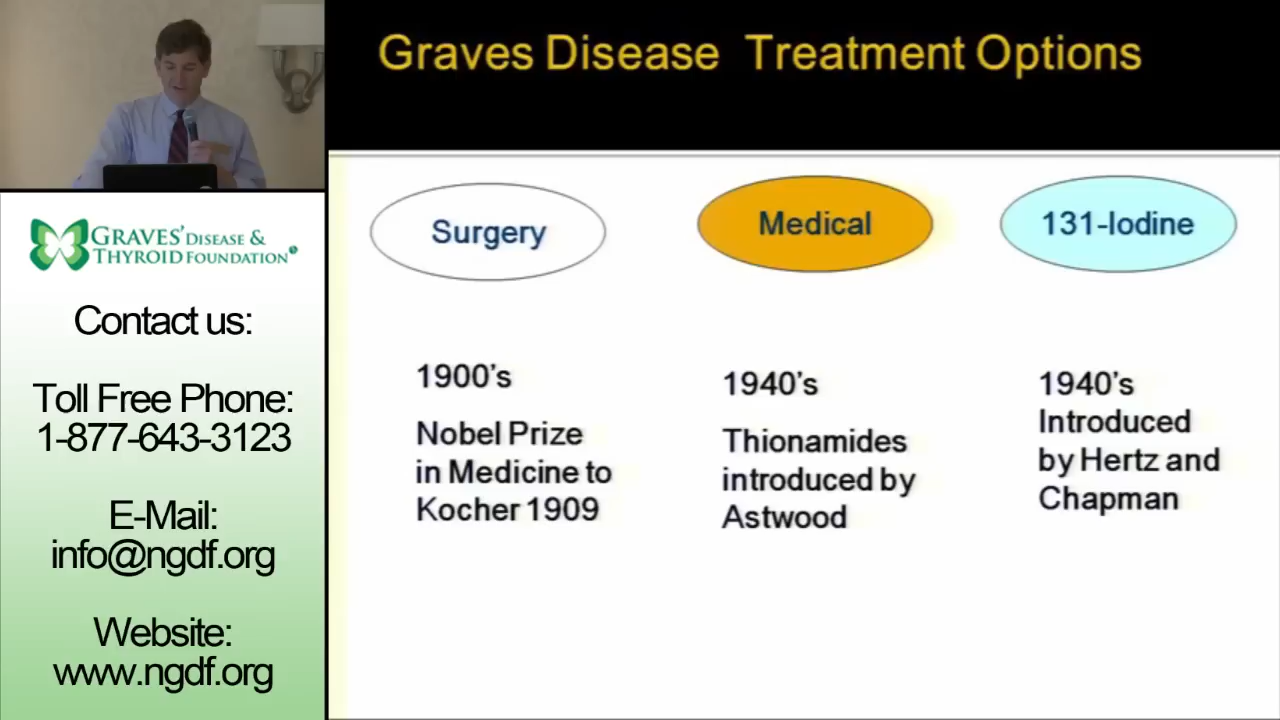 Graves Disease Treatment Options
Surgery
1900's
Nobel Prize
in Medicine to
Kocher 1909
Medical
1940's
Thionamides
introduced by
Astwood
131-Iodine
1940's
Introduced
by Hertz and
Chapman
GRAVES' DISEASE &
THYROID FOUNDATION
Contact us:
Toll Free Phone:
1-877-643-3123
E-Mail:
info@ngdf.org
Website:
www.ngdf.org